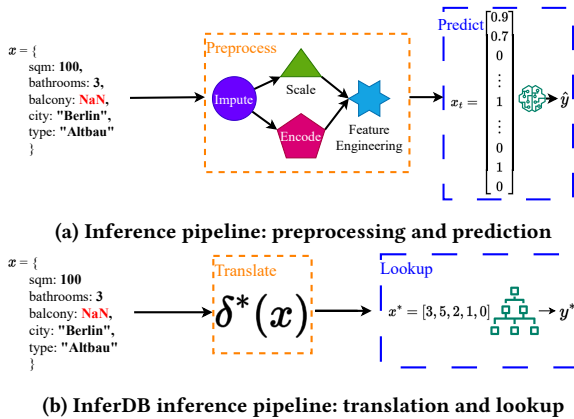 x = {
sqm: 100,
bathrooms: 3,
balcony: NaN,
city: "Berlin",
type: "Altbau"
}
Preprocess
Impute
Scale
Encode
Feature
Engineering
Predict
x_t =
0.9
0.7
0
⋮
1
⋮
0
1
0
ŷ
(a) Inference pipeline: preprocessing and prediction
x = {
sqm: 100
bathrooms: 3
balcony: NaN,
city: "Berlin",
type: "Altbau"
}
Translate
δ*(x)
Lookup
x* = [3, 5, 2, 1, 0]
y*
(b) InferDB inference pipeline: translation and lookup